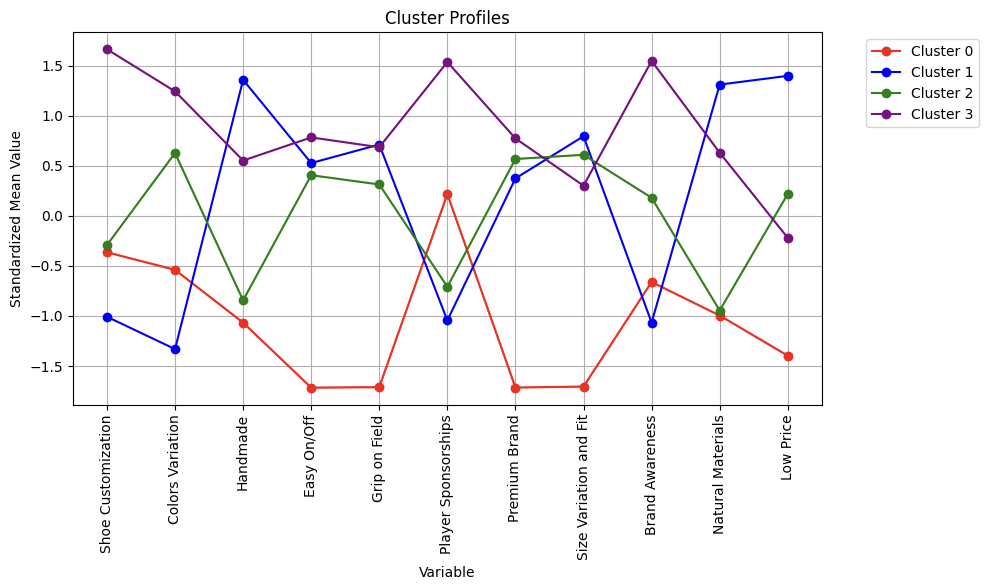 Cluster Profiles
Cluster 0
Cluster 1
Cluster 2
Cluster 3
Standardized Mean Value
1.5
1.0
0.5
0.0
−0.5
−1.0
−1.5
Shoe Customization
Colors Variation
Handmade
Easy On/Off
Grip on Field
Player Sponsorships
Premium Brand
Size Variation and Fit
Brand Awareness
Natural Materials
Low Price
Variable